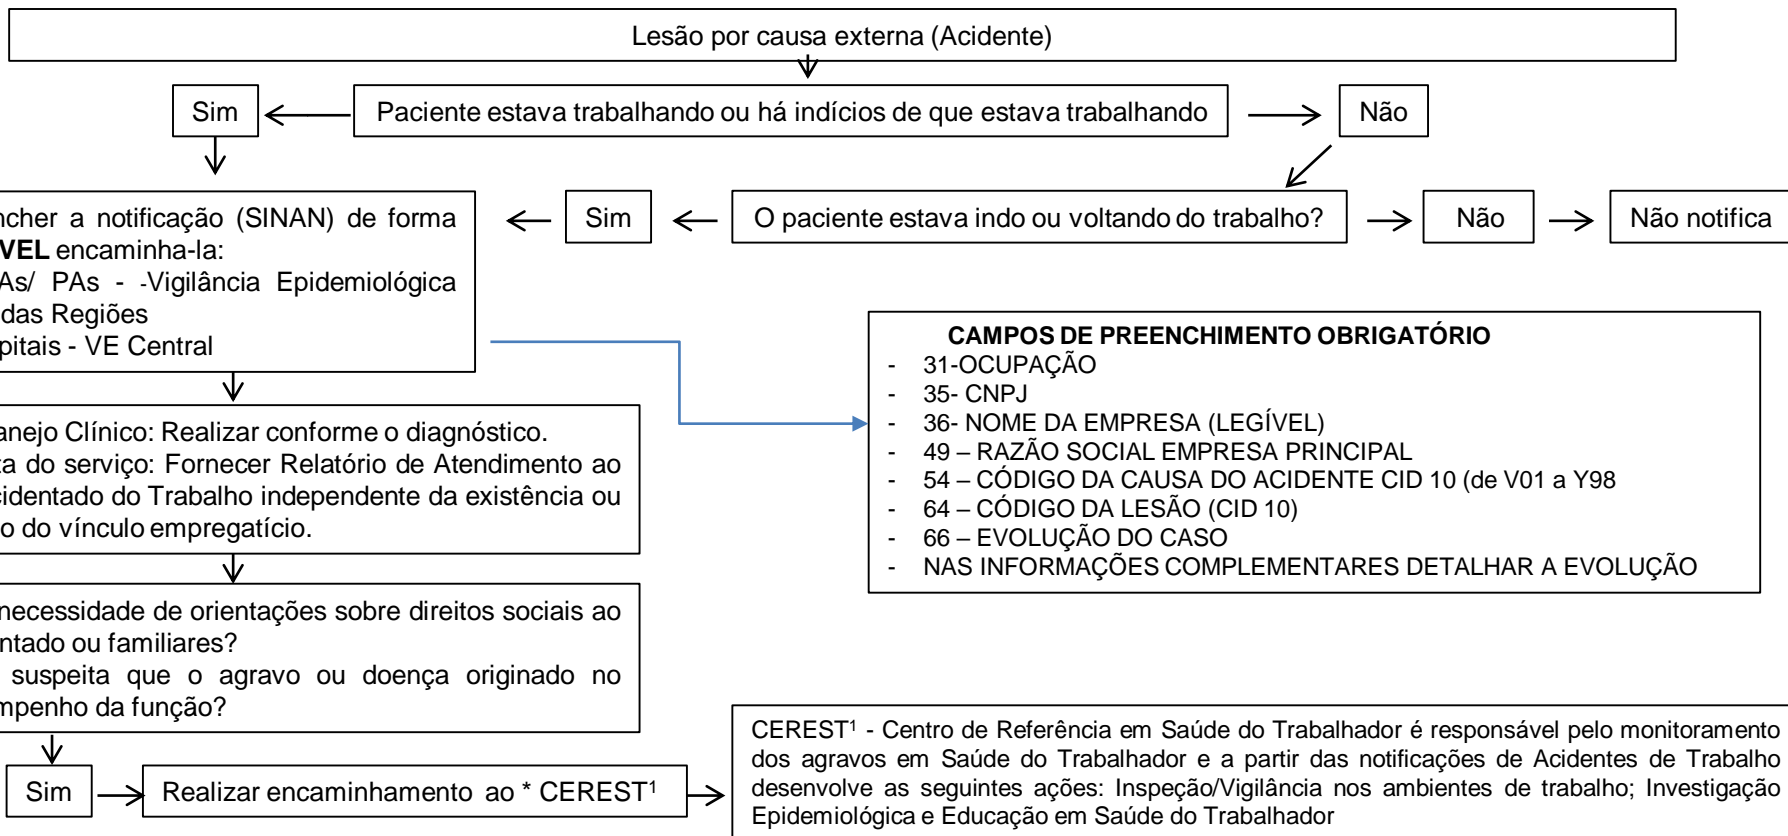 Lesão por causa externa (Acidente)
Sim
Paciente estava trabalhando ou há indícios de que estava trabalhando
Não
ncher a notificação (SINAN) de forma
VEL encaminha-la:
As/ PAs - -Vigilância Epidemiológica
das Regiões
pitais - VE Central
Sim
O paciente estava indo ou voltando do trabalho?
Não
Não notifica
CAMPOS DE PREENCHIMENTO OBRIGATÓRIO
- 31-OCUPAÇÃO
- 35- CNPJ
- 36- NOME DA EMPRESA (LEGÍVEL)
- 49 – RAZÃO SOCIAL EMPRESA PRINCIPAL
- 54 – CÓDIGO DA CAUSA DO ACIDENTE CID 10 (de V01 a Y98
- 64 – CÓDIGO DA LESÃO (CID 10)
- 66 – EVOLUÇÃO DO CASO
- NAS INFORMAÇÕES COMPLEMENTARES DETALHAR A EVOLUÇÃO
anejo Clínico: Realizar conforme o diagnóstico.
ta do serviço: Fornecer Relatório de Atendimento ao
cidentado do Trabalho independente da existência ou
o do vínculo empregatício.
necessidade de orientações sobre direitos sociais ao
ntado ou familiares?
suspeita que o agravo ou doença originado no
mpenho da função?
Sim
Realizar encaminhamento ao * CEREST¹
CEREST¹ - Centro de Referência em Saúde do Trabalhador é responsável pelo monitoramento
dos agravos em Saúde do Trabalhador e a partir das notificações de Acidentes de Trabalho
desenvolve as seguintes ações: Inspeção/Vigilância nos ambientes de trabalho; Investigação
Epidemiológica e Educação em Saúde do Trabalhador